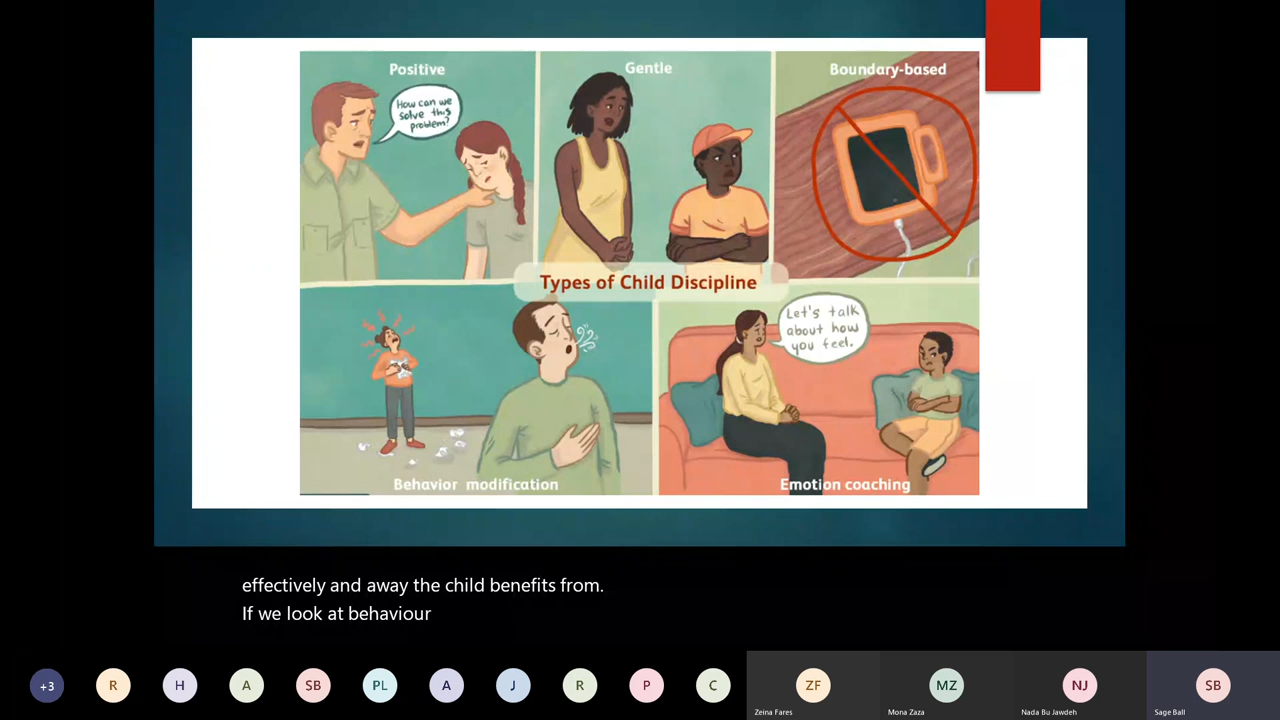 Positive
Gentle
Boundary-based
How can we
solve this
problem?
Types of Child Discipline
Let's talk
about how
you feel.
Behavior modification
Emotion coaching
effectively and away the child benefits from.
If we look at behaviour
+3
R
H
A
SB
PL
A
J
R
P
C
ZF
MZ
NJ
SB
Zeina Fares
Mona Zaza
Nada Bu Jawdeh
Sage Ball